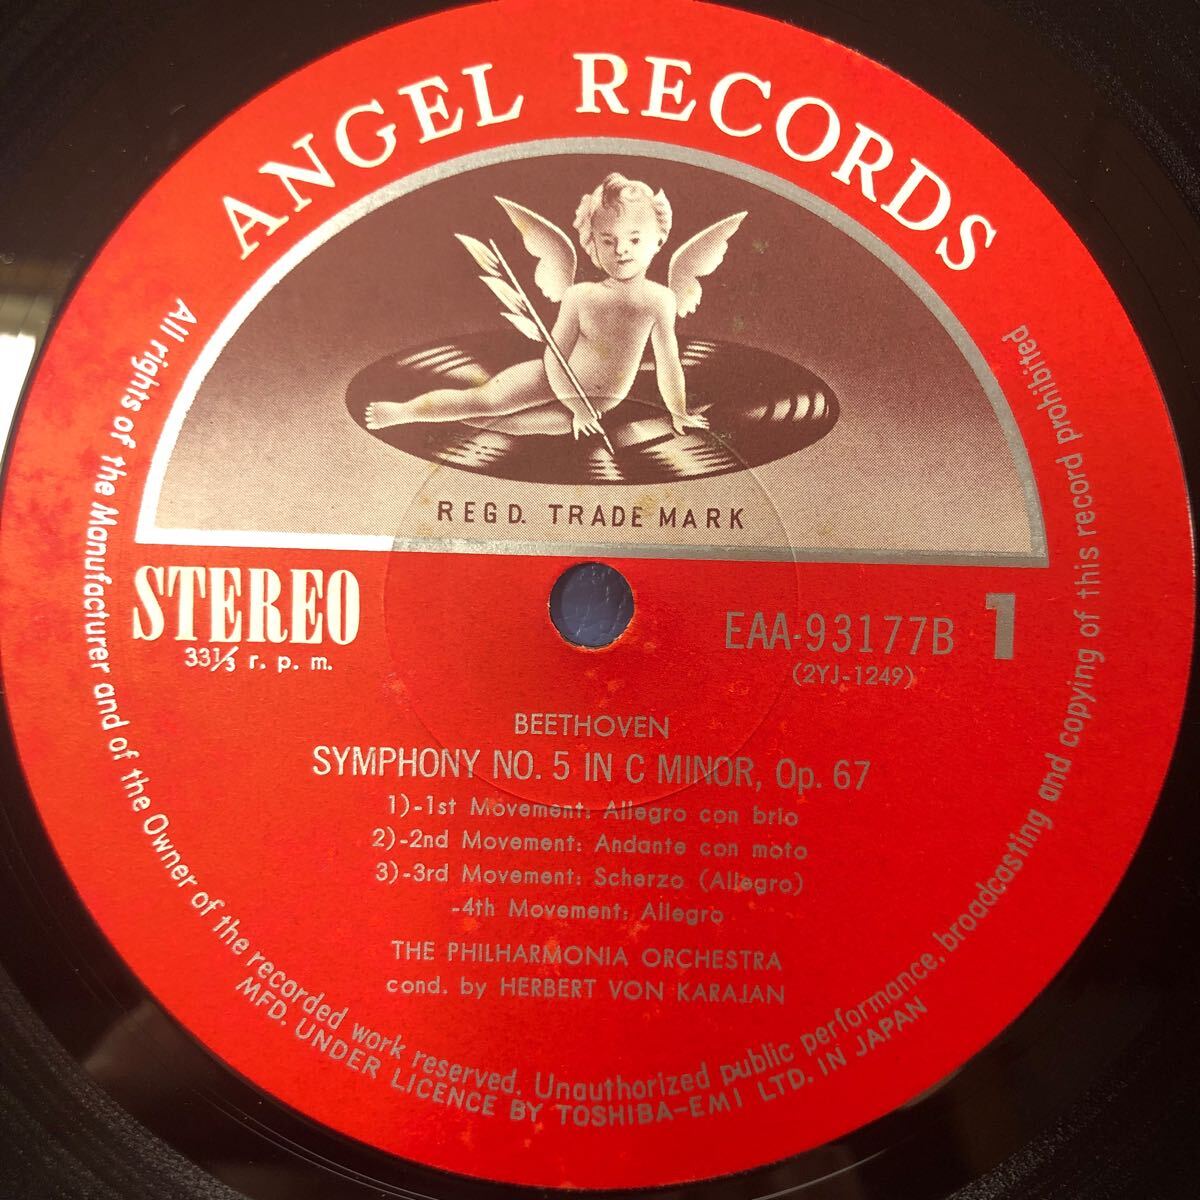 ANGEL RECORDS
REGD. TRADE MARK
STEREO
33⅓ r. p. m.
EAA-93177B 1
(2YJ-1249)
BEETHOVEN
SYMPHONY NO. 5 IN C MINOR, Op. 67
1)-1st Movement: Allegro con brio
2)-2nd Movement: Andante con moto
3)-3rd Movement: Scherzo (Allegro)
-4th Movement: Allegro
THE PHILHARMONIA ORCHESTRA
cond. by HERBERT VON KARAJAN
All rights of the Manufacturer and of the Owner of the recorded work reserved. Unauthorized public performance, broadcasting and copying of this record prohibited
MFD. UNDER LICENCE BY TOSHIBA-EMI LTD. IN JAPAN